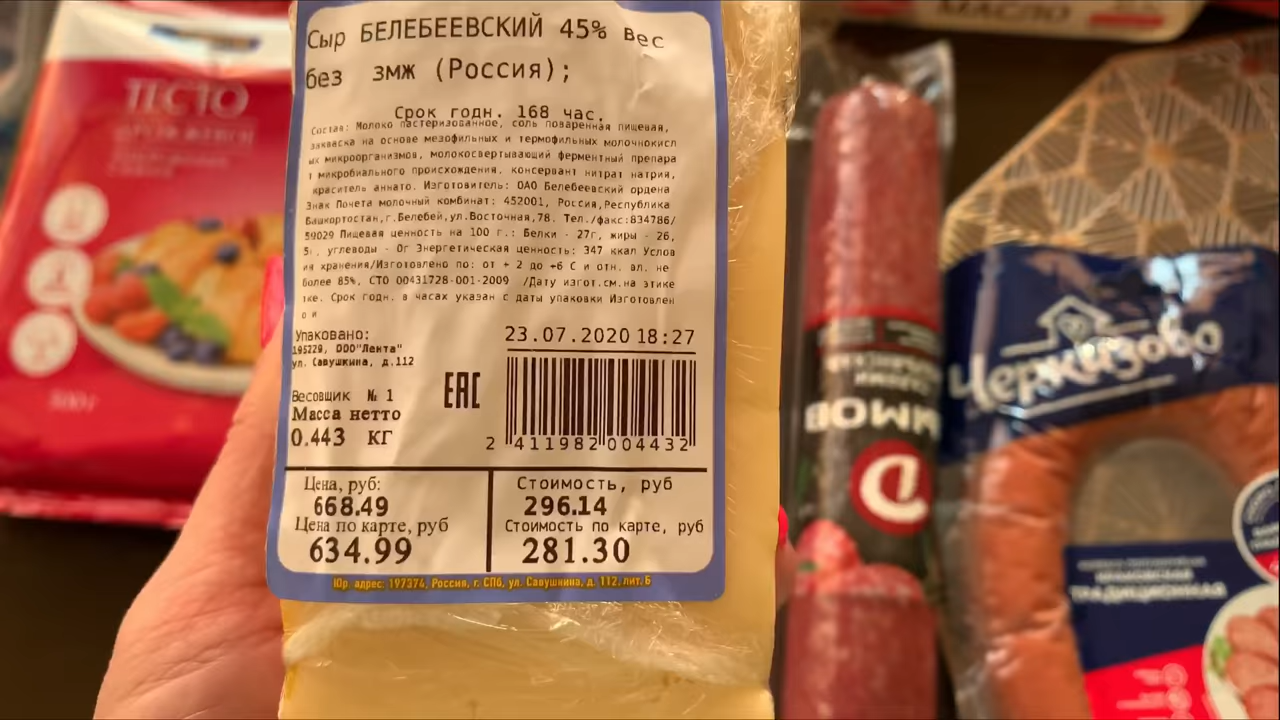 Сыр БЕЛЕБЕЕВСКИЙ 45% вес
без змж (Россия);
Срок годн. 168 час.
Состав: Молоко пастеризованное, соль поваренная пищевая,
закваска на основе мезофильных и термофильных молочнокисл
ых микроорганизмов, молокосвертывающий ферментный препара
т микробиального происхождения, консервант нитрат натрия,
краситель аннато. Изготовитель: ОАО Белебеевский ордена
Знак Почета молочный комбинат: 452001, Россия,Республика
Башкортостан,г.Белебей,ул.Восточная,78. Тел./факс:834786/
59029 Пищевая ценность на 100 г.: Белки - 27г, жиры - 26,
5г, углеводы - 0г Энергетическая ценность: 347 ккал Услов
ия хранения/Изготовлено по: от + 2 до +6 С и отн. вл. не
более 85%, СТО 00431728-001-2009 /Дату изгот.см.на этике
тке. Срок годн. в часах указан с даты упаковки Изготовлен
о и
Упаковано:
195229, ООО"Лента"
ул. Савушкина, д.112
23.07.2020 18:27
Весовщик № 1
Масса нетто
0.443 КГ
EAC
2 411982 004432
Цена, руб:
668.49
Цена по карте, руб
634.99
Стоимость, руб
296.14
Стоимость по карте, руб
281.30
Юр. адрес: 197374, Россия, г. СПб, ул. Савушкина, д. 112, лит. Б
ТЕСТО
500 г
МАСЛО
ДЫМОВ
Черкизово
ТРАДИЦИОННАЯ